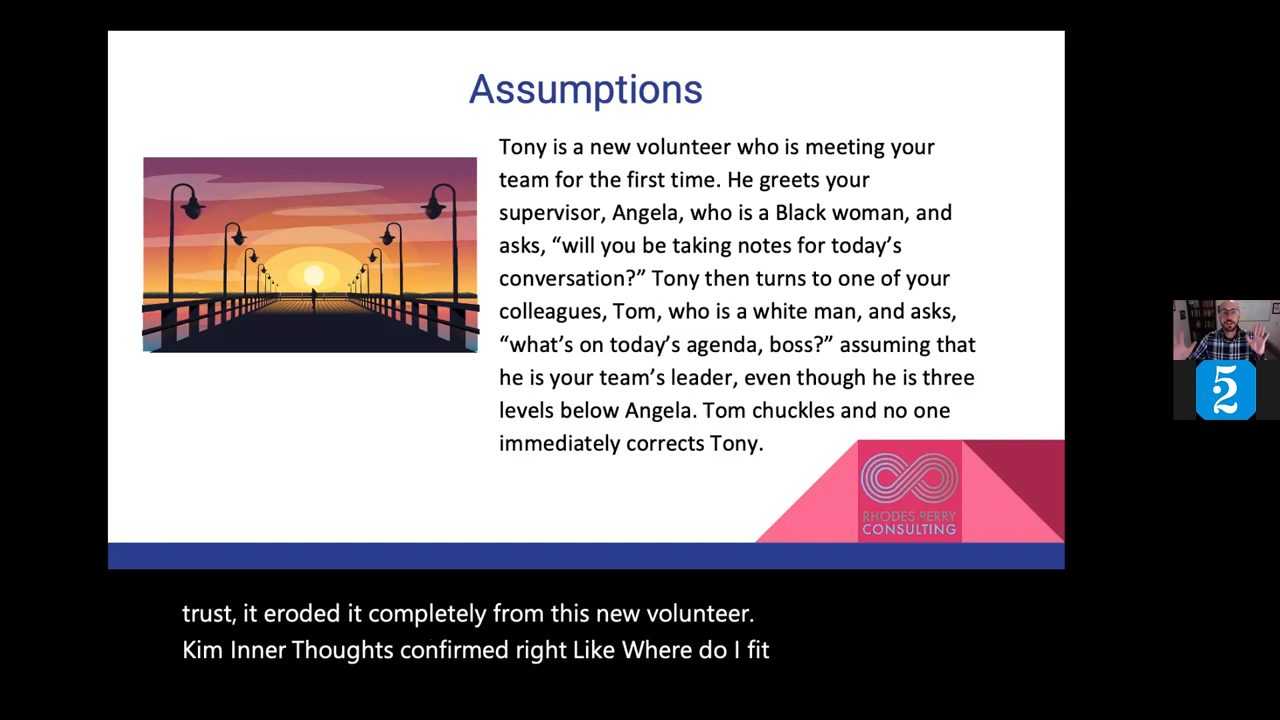 Assumptions
Tony is a new volunteer who is meeting your
team for the first time. He greets your
supervisor, Angela, who is a Black woman, and
asks, “will you be taking notes for today’s
conversation?” Tony then turns to one of your
colleagues, Tom, who is a white man, and asks,
“what’s on today’s agenda, boss?” assuming that
he is your team’s leader, even though he is three
levels below Angela. Tom chuckles and no one
immediately corrects Tony.
RHODES PERRY
CONSULTING
52
trust, it eroded it completely from this new volunteer.
Kim Inner Thoughts confirmed right Like Where do I fit